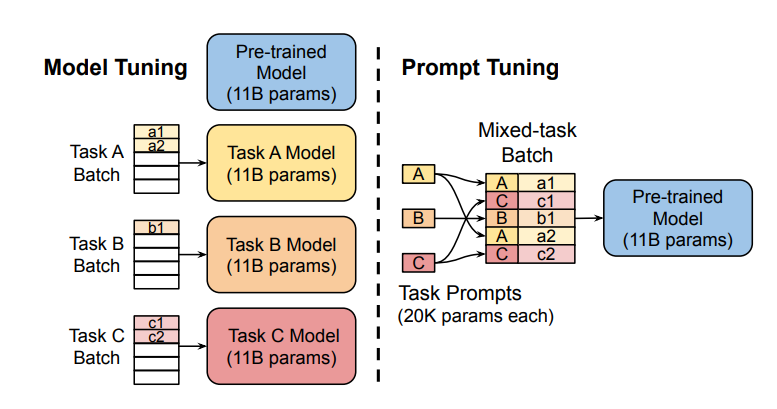 Model Tuning
Pre-trained
Model
(11B params)
a1
a2
Task A
Batch
Task A Model
(11B params)
b1
Task B
Batch
Task B Model
(11B params)
c1
c2
Task C
Batch
Task C Model
(11B params)
Prompt Tuning
Mixed-task
Batch
A
B
C
A a1
C c1
B b1
A a2
C c2
Pre-trained
Model
(11B params)
Task Prompts
(20K params each)